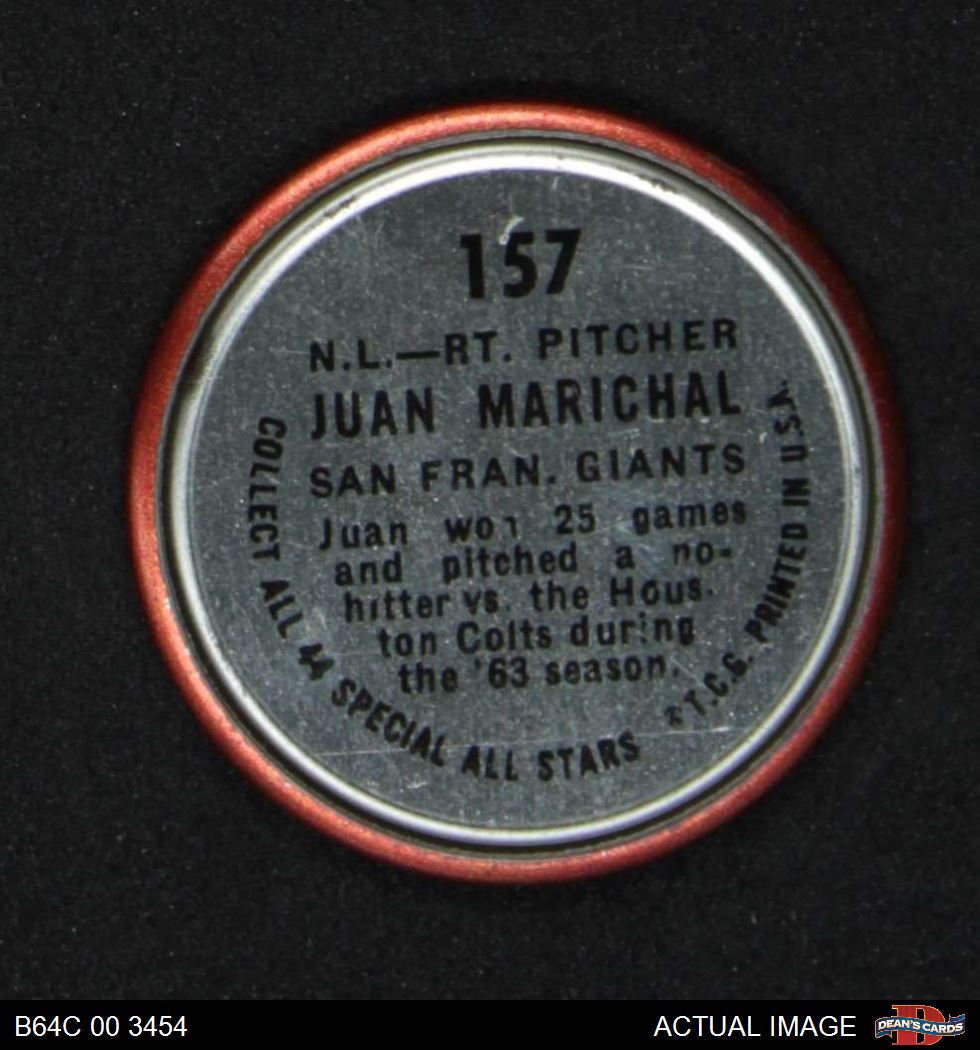 157
N.L.—RT. PITCHER
JUAN MARICHAL
SAN FRAN. GIANTS
Juan won 25 games
and pitched a no-
hitter vs. the Hous-
ton Colts during
the '63 season.
COLLECT ALL 44 SPECIAL ALL STARS
© T.C.G. PRINTED IN U.S.A.
B64C 00 3454
ACTUAL IMAGE
DEAN'S CARDS